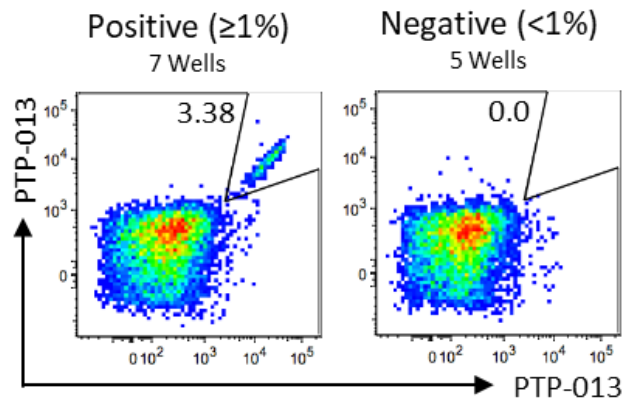 Positive (≥1%)
7 Wells
Negative (<1%)
5 Wells
PTP-013
10⁵
10⁴
10³
0
3.38
0 10² 10³ 10⁴ 10⁵
10⁵
10⁴
10³
0
0.0
0 10² 10³ 10⁴ 10⁵
PTP-013